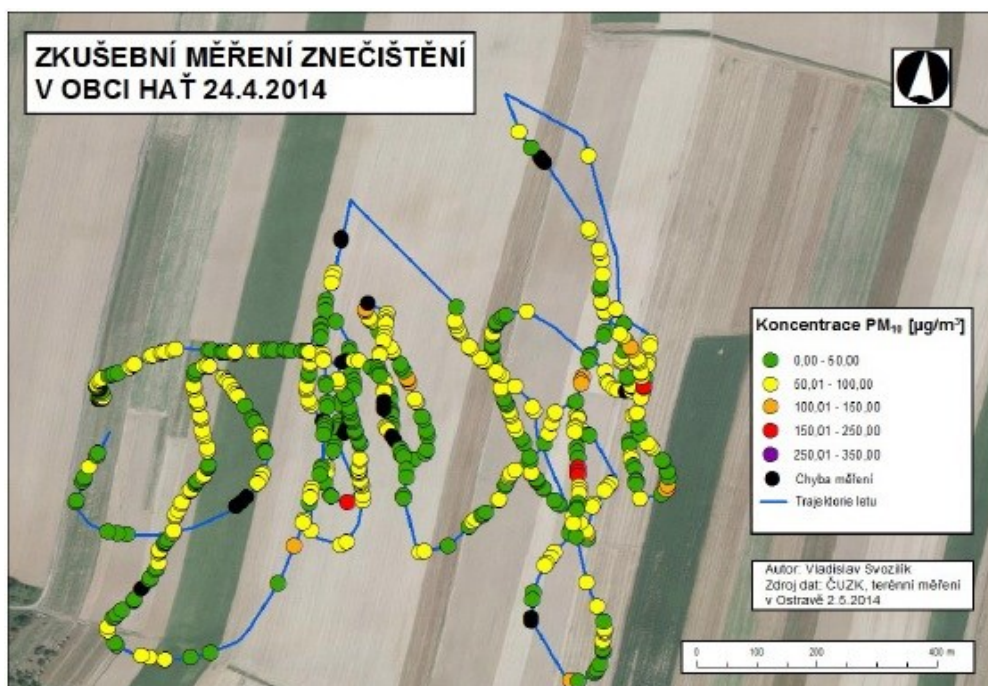 ZKUŠEBNÍ MĚŘENÍ ZNEČIŠTĚNÍ
V OBCI HAŤ 24.4.2014
Koncentrace PM₁₀ [µg/m³]
0,00 - 50,00
50,01 - 100,00
100,01 - 150,00
150,01 - 250,00
250,01 - 350,00
Chyba měření
Trajektorie letu
Autor: Vladislav Svozilík
Zdroj dat: ČUZK, terénní měření
v Ostravě 2.5.2014
0 100 200 400 m